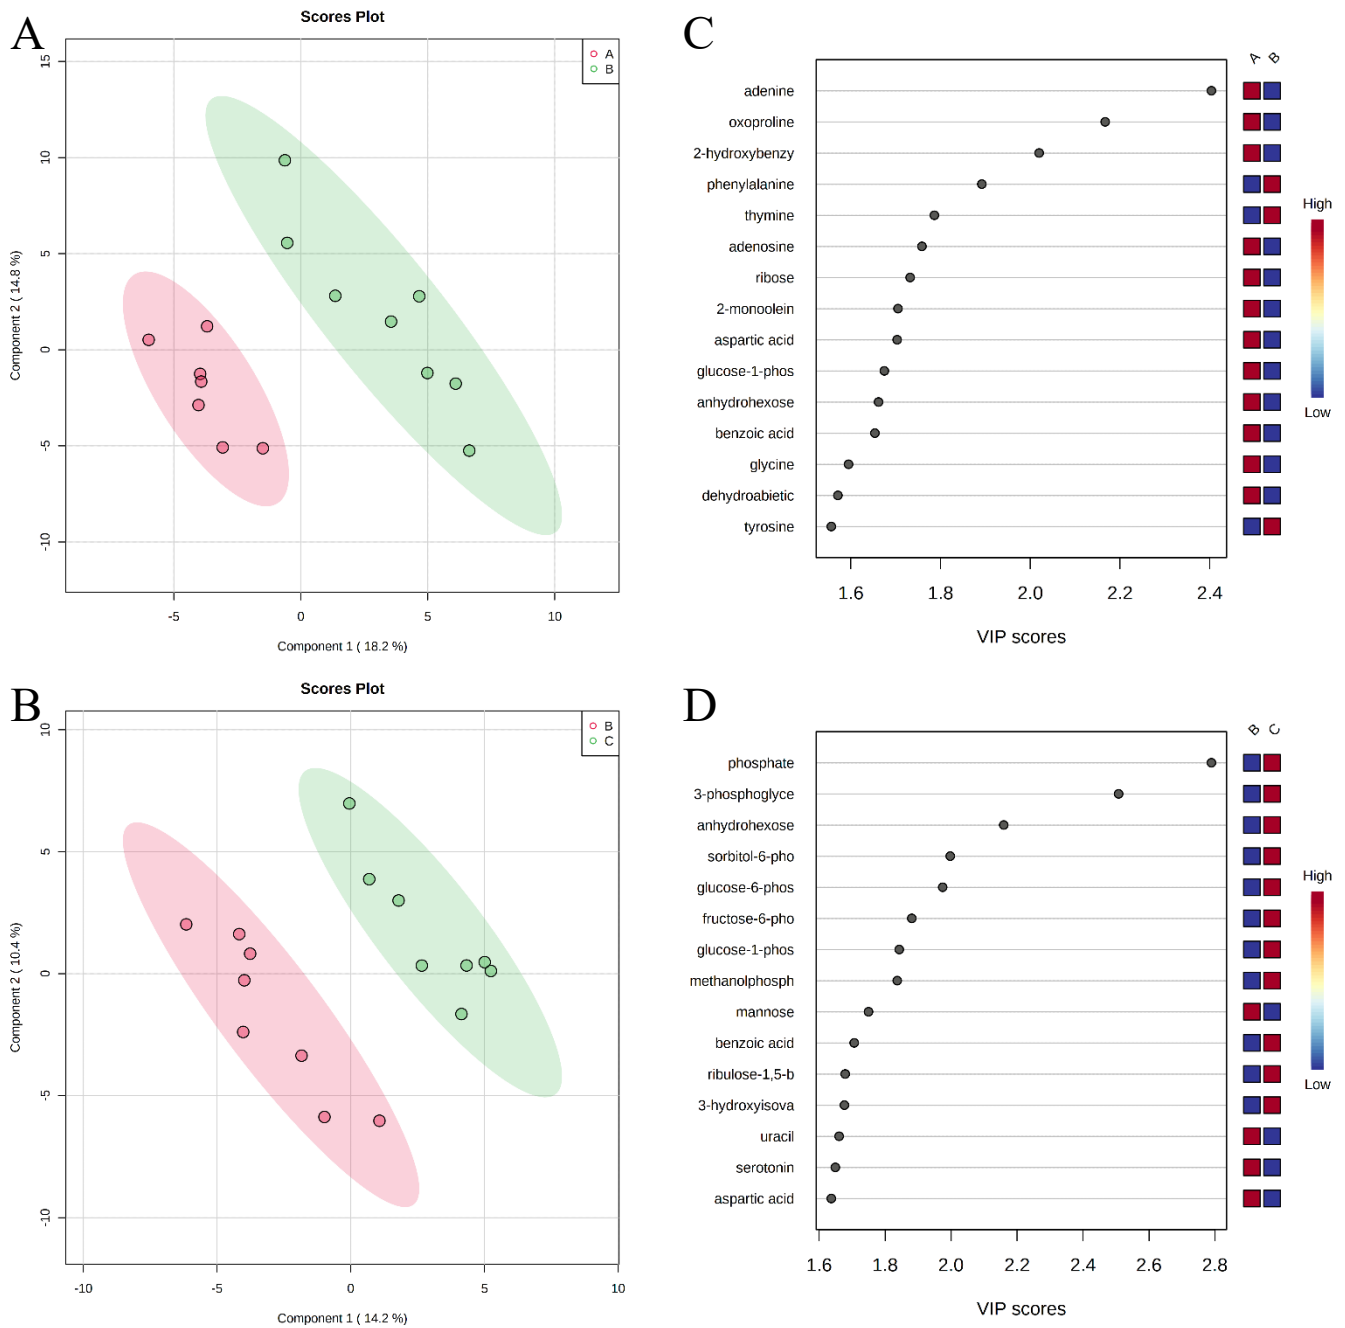 A
Scores Plot
A
B
15
10
5
0
-5
-10
Component 2 ( 14.8 %)
-5
0
5
10
Component 1 ( 18.2 %)
C
A
B
adenine
oxoproline
2-hydroxybenzy
phenylalanine
thymine
adenosine
ribose
2-monoolein
aspartic acid
glucose-1-phos
anhydrohexose
benzoic acid
glycine
dehydroabietic
tyrosine
1.6
1.8
2.0
2.2
2.4
VIP scores
High
Low
B
Scores Plot
B
C
10
5
0
-5
-10
Component 2 ( 10.4 %)
-10
-5
0
5
10
Component 1 ( 14.2 %)
D
B
C
phosphate
3-phosphoglyce
anhydrohexose
sorbitol-6-pho
glucose-6-phos
fructose-6-pho
glucose-1-phos
methanolphosph
mannose
benzoic acid
ribulose-1,5-b
3-hydroxyisova
uracil
serotonin
aspartic acid
1.6
1.8
2.0
2.2
2.4
2.6
2.8
VIP scores
High
Low